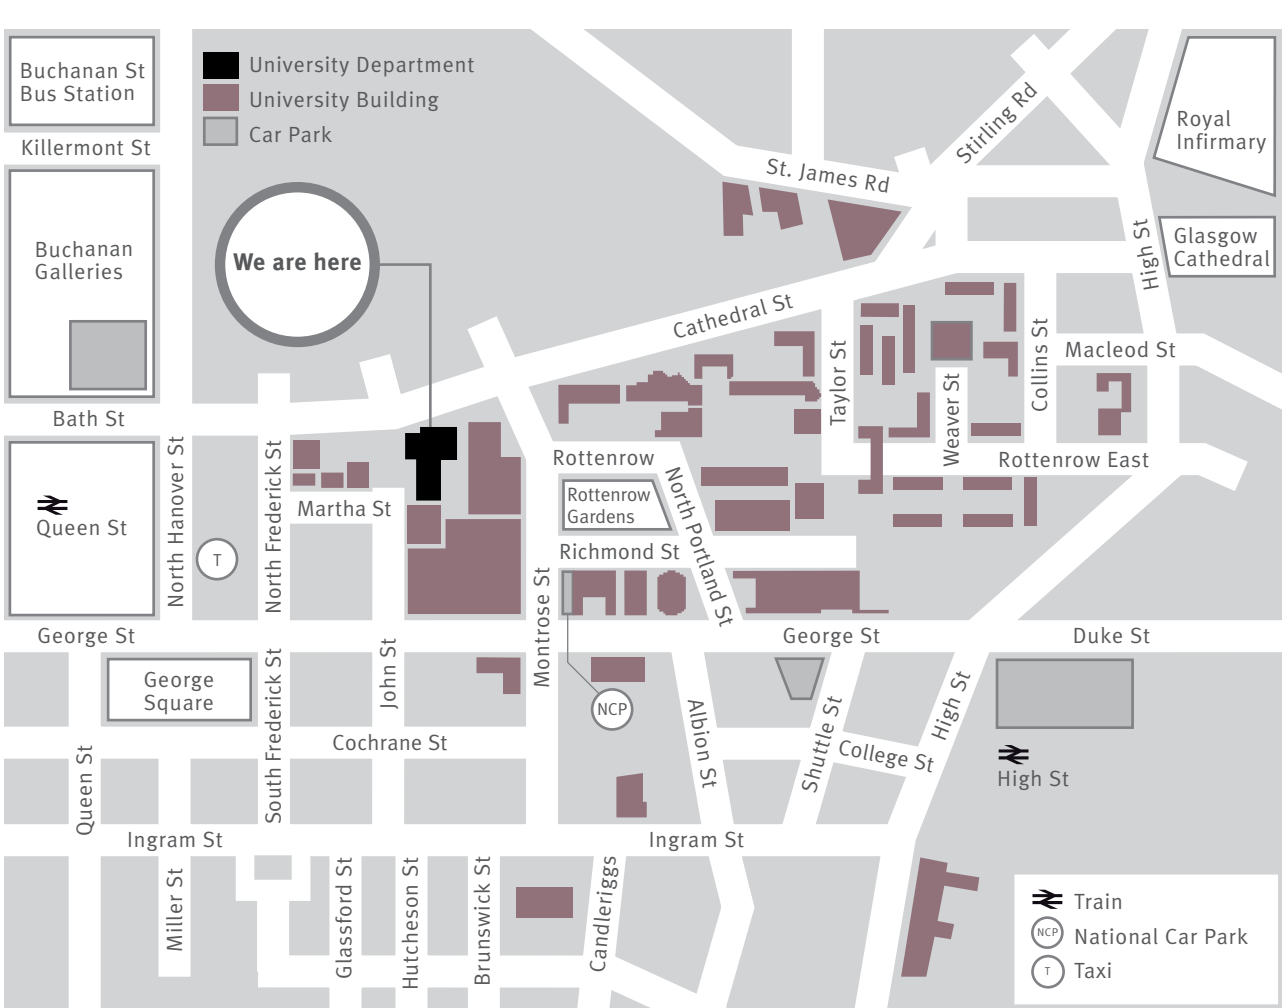 Buchanan St
Bus Station
University Department
University Building
Car Park
Killermont St
Stirling Rd
Royal
Infirmary
St. James Rd
Buchanan
Galleries
We are here
High St
Glasgow
Cathedral
Cathedral St
Taylor St
Collins St
Macleod St
Weaver St
Bath St
North Hanover St
North Frederick St
Rottenrow
Rottenrow East
Queen St
Martha St
Rottenrow
Gardens
North Portland St
T
Richmond St
Montrose St
George St
George St
Duke St
John St
George
Square
South Frederick St
NCP
Albion St
Shuttle St
High St
Cochrane St
College St
Queen St
High St
Ingram St
Ingram St
Miller St
Glassford St
Hutcheson St
Brunswick St
Candleriggs
Train
NCP
National Car Park
T
Taxi